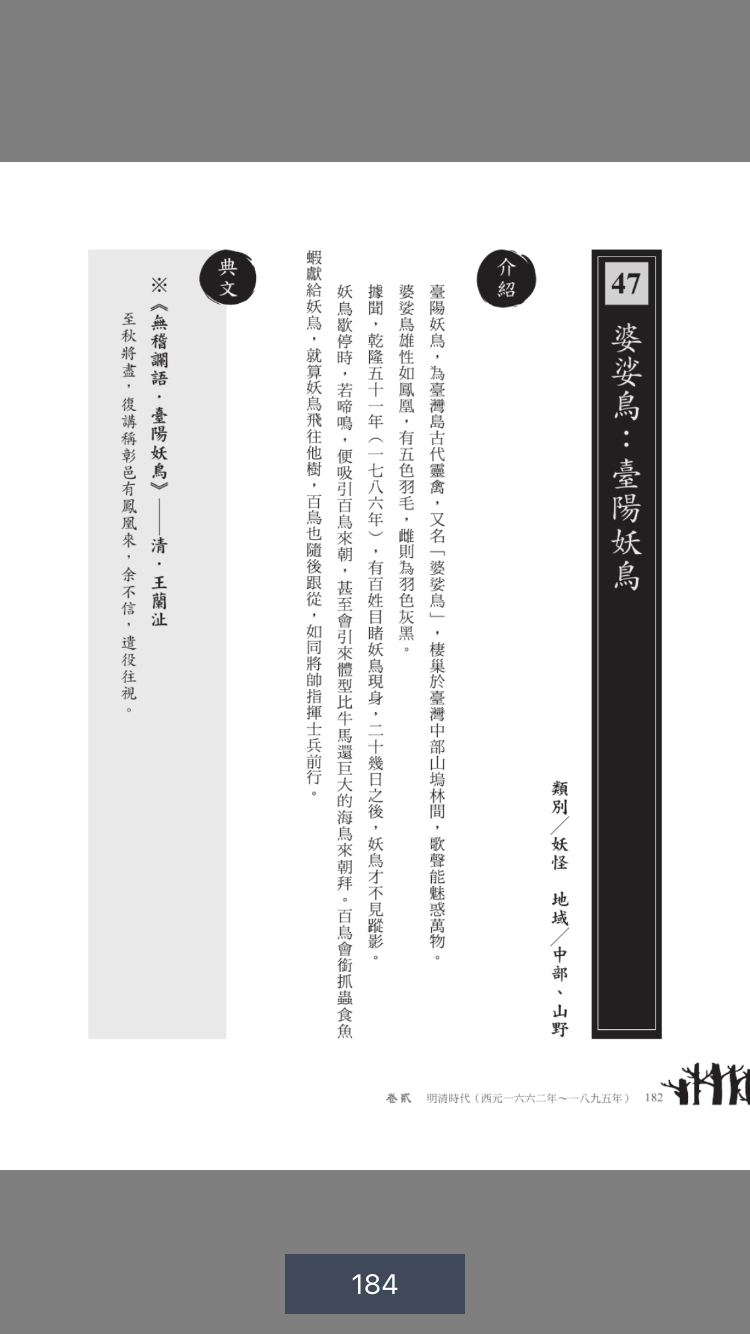 47
婆娑鳥：臺陽妖鳥
類別／妖怪　地域／中部、山野
介紹
臺陽妖鳥，為臺灣島古代靈禽，又名「婆娑鳥」，棲巢於臺灣中部山塢林間，歌聲能魅惑萬物。
婆娑鳥雄性如鳳凰，有五色羽毛，雌則為羽色灰黑。
據聞，乾隆五十一年（一七八六年），有百姓目睹妖鳥現身，二十幾日之後，妖鳥才不見蹤影。
妖鳥歇停時，若啼鳴，便吸引百鳥來朝，甚至會引來體型比牛馬還巨大的海鳥來朝拜。百鳥會銜抓蟲食魚
蝦獻給妖鳥，就算妖鳥飛往他樹，百鳥也隨後跟從，如同將帥指揮士兵前行。
典文
※《無稽讕語．臺陽妖鳥》——清．王蘭沚
至秋將盡，復講稱彰邑有鳳凰來，余不信，遣役往視。
卷貳　明清時代（西元一六六二年～一八九五年）　182
184